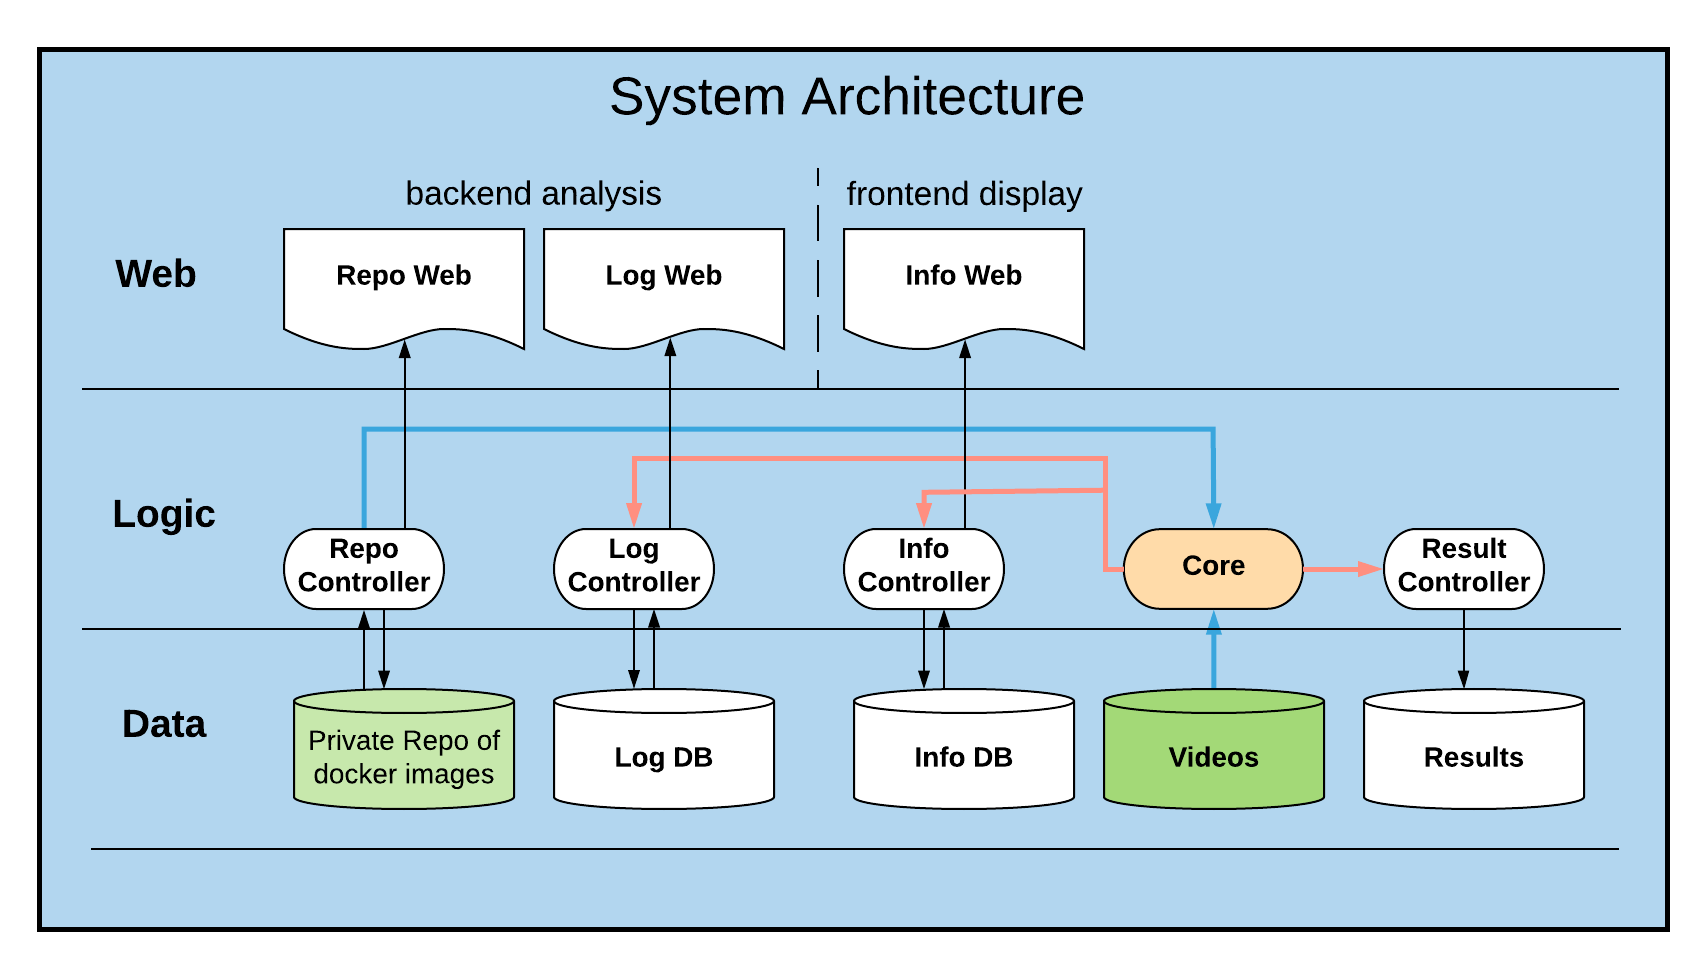 System Architecture
backend analysis
frontend display
Web
Repo Web
Log Web
Info Web
Logic
Repo
Controller
Log
Controller
Info
Controller
Core
Result
Controller
Data
Private Repo of
docker images
Log DB
Info DB
Videos
Results